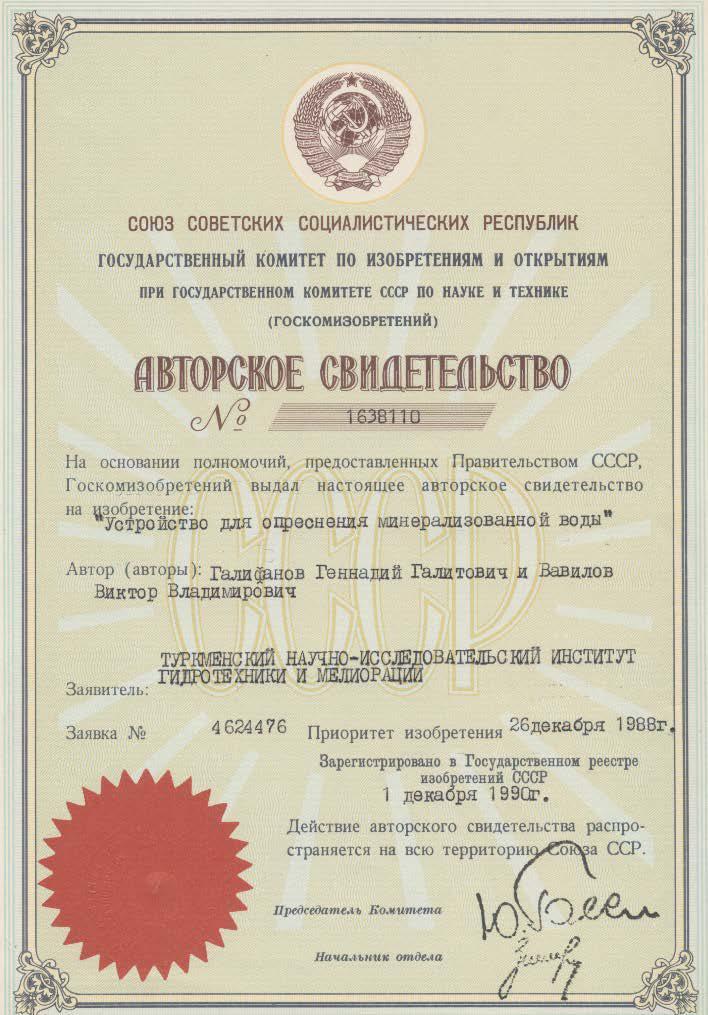 СОЮЗ СОВЕТСКИХ СОЦИАЛИСТИЧЕСКИХ РЕСПУБЛИК
ГОСУДАРСТВЕННЫЙ КОМИТЕТ ПО ИЗОБРЕТЕНИЯМ И ОТКРЫТИЯМ
ПРИ ГОСУДАРСТВЕННОМ КОМИТЕТЕ СССР ПО НАУКЕ И ТЕХНИКЕ
(ГОСКОМИЗОБРЕТЕНИЙ)
АВТОРСКОЕ СВИДЕТЕЛЬСТВО
№ 1638110
СССР
На основании полномочий, предоставленных Правительством СССР,
Госкомизобретений выдал настоящее авторское свидетельство
на изобретение:
"Устройство для опреснения минерализованной воды"
Автор (авторы): Галифанов Геннадий Галитович и Вавилов
Виктор Владимирович
ТУРКМЕНСКИЙ НАУЧНО-ИССЛЕДОВАТЕЛЬСКИЙ ИНСТИТУТ
ГИДРОТЕХНИКИ И МЕЛИОРАЦИИ
Заявитель:
Заявка № 4624476 Приоритет изобретения 26декабря 1988г.
Зарегистрировано в Государственном реестре
изобретений СССР
1 декабря 1990г.
Действие авторского свидетельства распро-
страняется на всю территорию Союза ССР.
Председатель Комитета
Начальник отдела